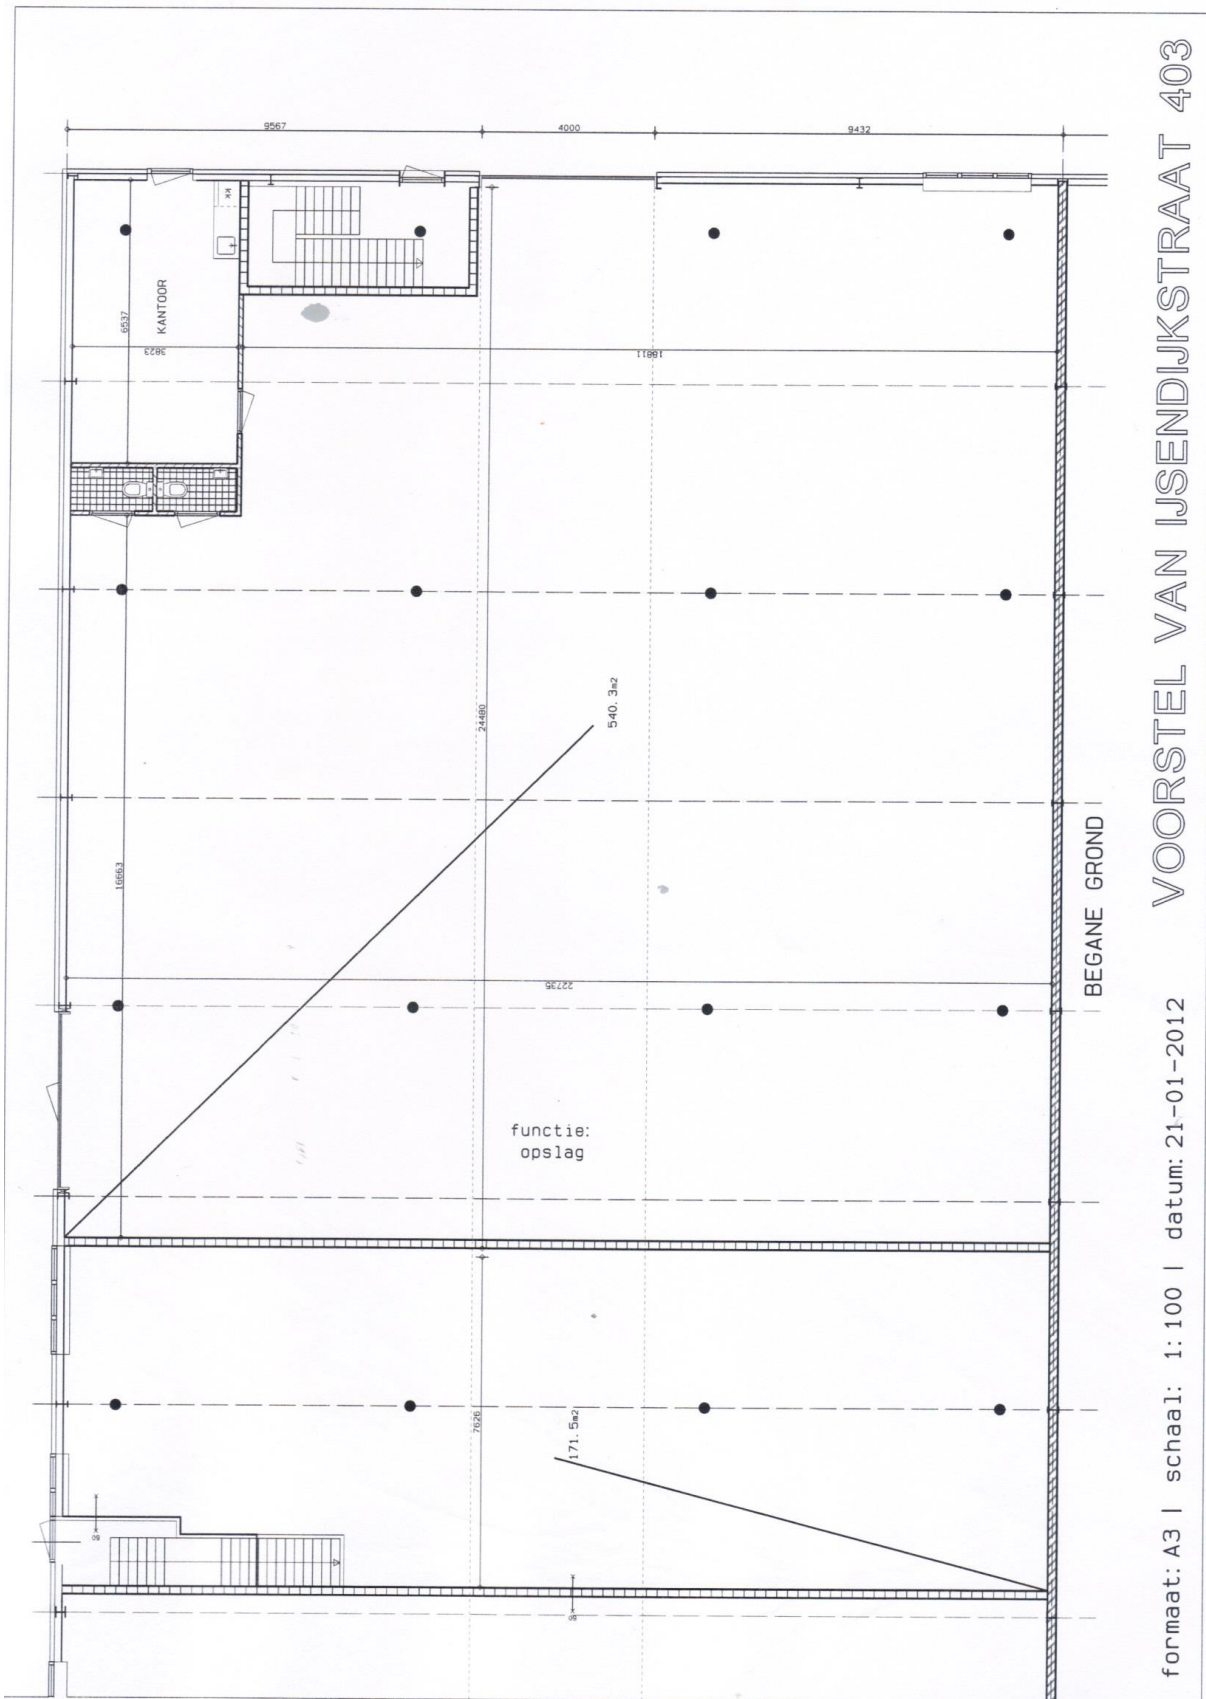 9567
4000
9432
KK
KANTOOR
6537
3823
18811
24480
540.3m2
16663
22735
functie:
opslag
7626
171.5m2
BEGANE GROND
VOORSTEL VAN IJSENDIJKSTRAAT 403
formaat: A3 | schaal: 1:100 | datum: 21-01-2012